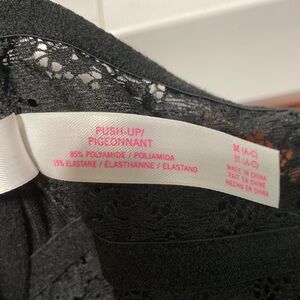 PUSH-UP/
PIGEONNANT
85% POLYAMIDE / POLIAMIDA
15% ELASTANE / ÉLASTHANNE / ELASTANO
M (A-C)
M (A-C)
MADE IN CHINA
FAIT EN CHINE
HECHO EN CHINA